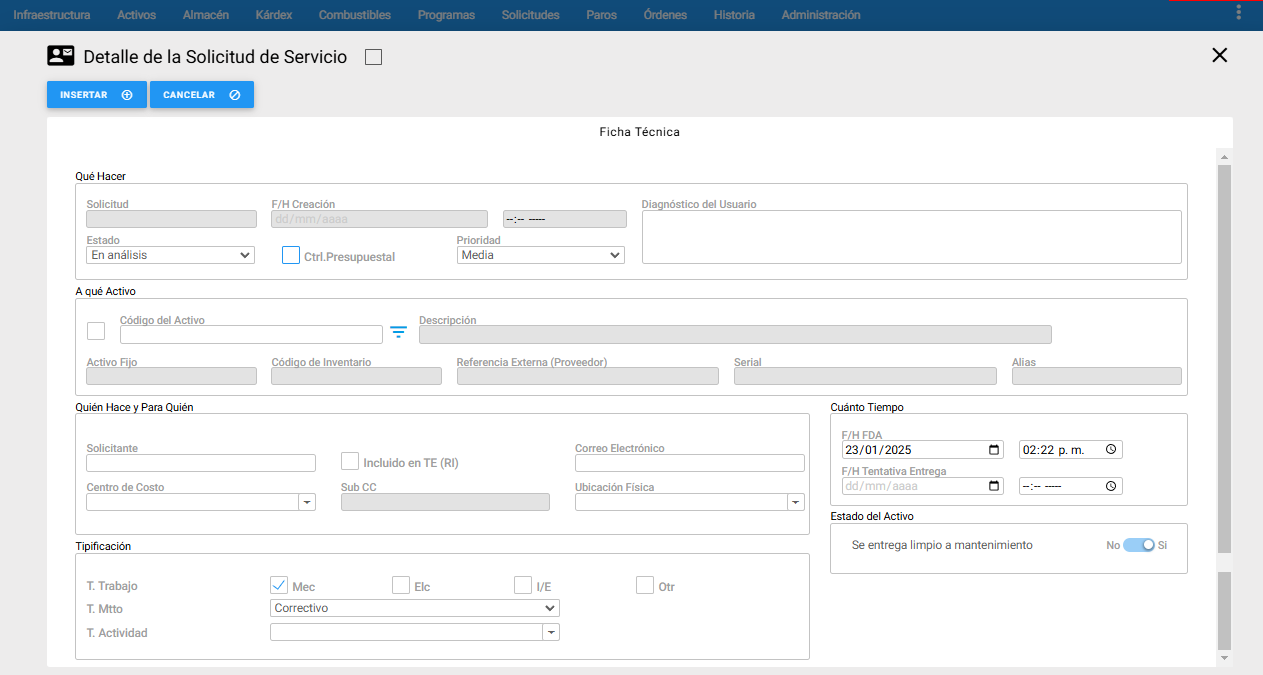 Infraestructura Activos Almacén Kárdex Combustibles Programas Solicitudes Paros Órdenes Historia Administración
Detalle de la Solicitud de Servicio
INSERTAR CANCELAR
Ficha Técnica
Qué Hacer
Solicitud F/H Creación Diagnóstico del Usuario
dd/mm/aaaa --:-- -----
Estado Prioridad
En análisis Ctrl.Presupuestal Media
A qué Activo
Código del Activo Descripción
Activo Fijo Código de Inventario Referencia Externa (Proveedor) Serial Alias
Quién Hace y Para Quién
Solicitante Correo Electrónico
Incluido en TE (RI)
Centro de Costo Sub CC Ubicación Física
Cuánto Tiempo
F/H FDA
23/01/2025 02:22 p. m.
F/H Tentativa Entrega
dd/mm/aaaa --:-- -----
Estado del Activo
Se entrega limpio a mantenimiento No Si
Tipificación
T. Trabajo Mec Elc I/E Otr
T. Mtto Correctivo
T. Actividad